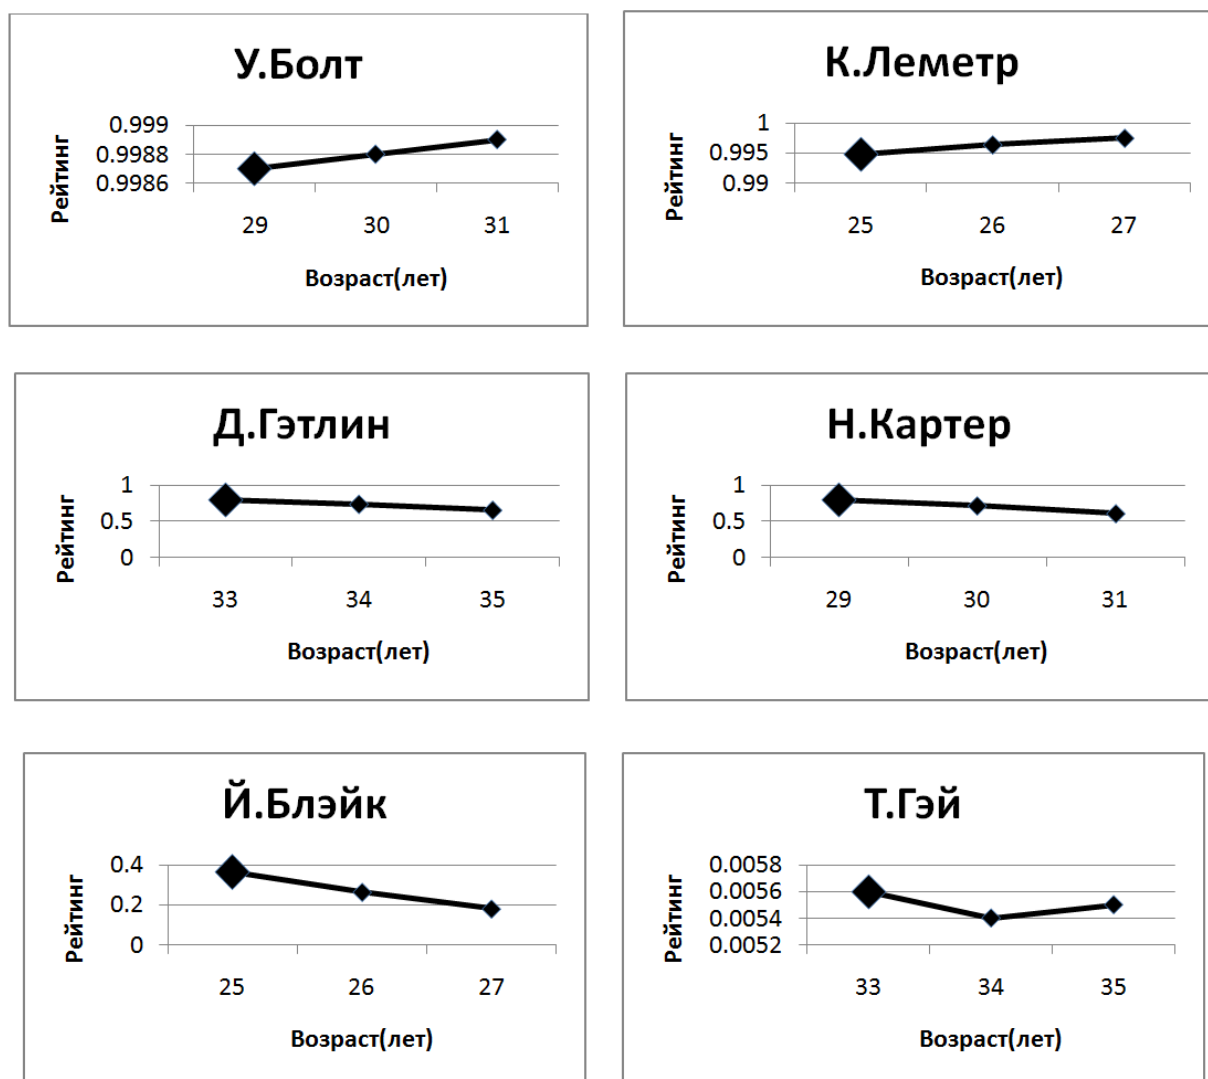 У.Болт
Рейтинг
0.999
0.9988
0.9986
29 30 31
Возраст(лет)
К.Леметр
Рейтинг
1
0.995
0.99
25 26 27
Возраст(лет)
Д.Гэтлин
Рейтинг
1
0.5
0
33 34 35
Возраст(лет)
Н.Картер
Рейтинг
1
0.5
0
29 30 31
Возраст(лет)
Й.Блэйк
Рейтинг
0.4
0.2
0
25 26 27
Возраст(лет)
Т.Гэй
Рейтинг
0.0058
0.0056
0.0054
0.0052
33 34 35
Возраст(лет)